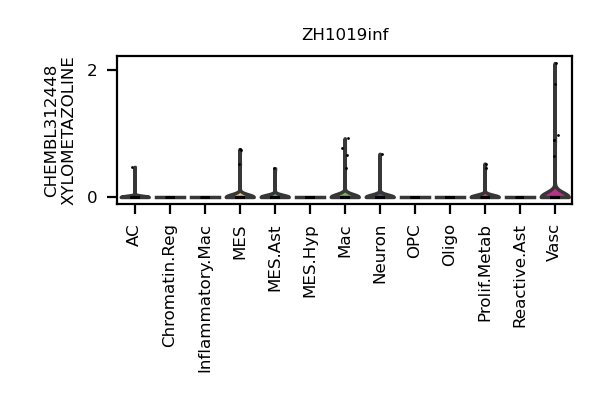 ZH1019inf
CHEMBL312448
XYLOMETAZOLINE
2
0
AC
Chromatin.Reg
Inflammatory.Mac
MES
MES.Ast
MES.Hyp
Mac
Neuron
OPC
Oligo
Prolif.Metab
Reactive.Ast
Vasc